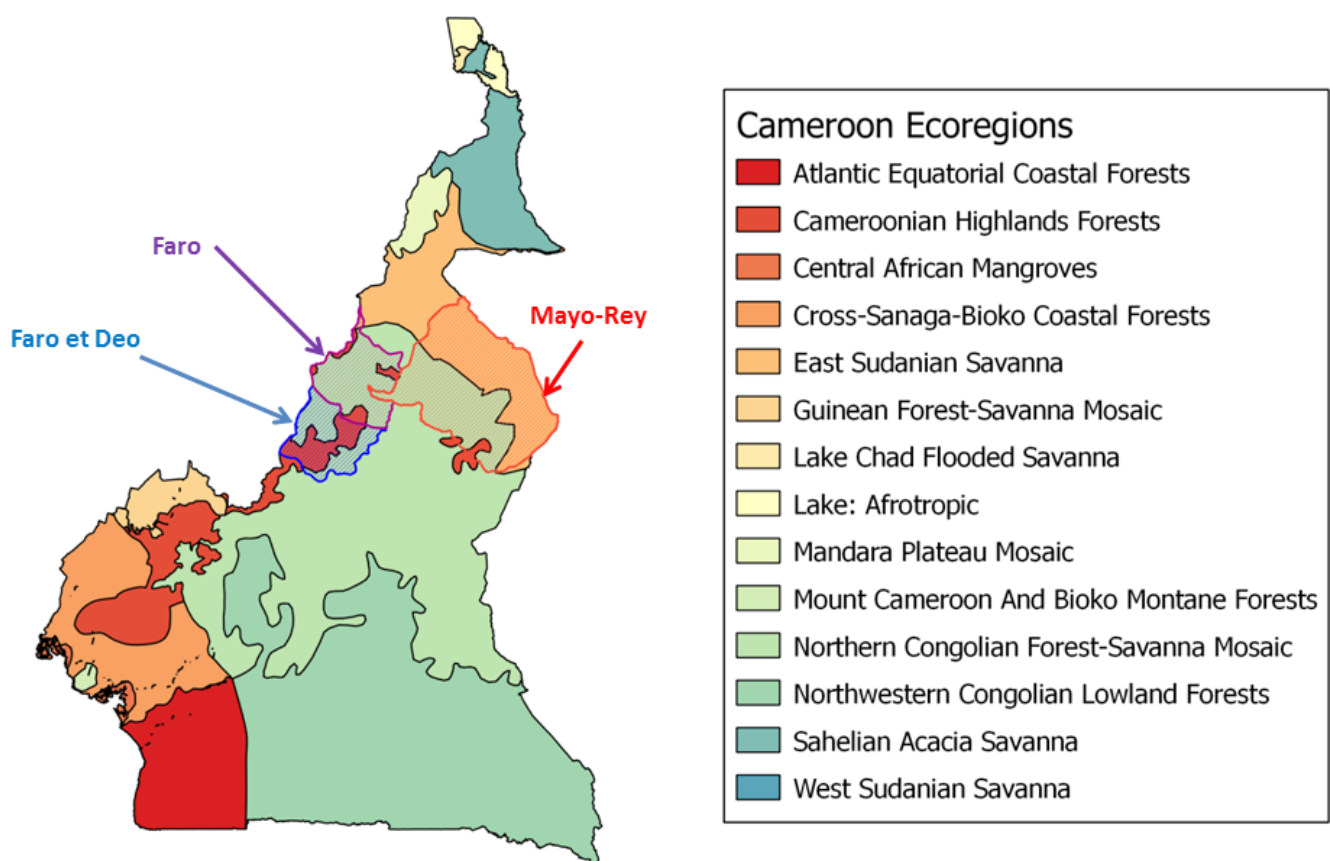 Faro
Faro et Deo
Mayo-Rey
Cameroon Ecoregions
Atlantic Equatorial Coastal Forests
Cameroonian Highlands Forests
Central African Mangroves
Cross-Sanaga-Bioko Coastal Forests
East Sudanian Savanna
Guinean Forest-Savanna Mosaic
Lake Chad Flooded Savanna
Lake: Afrotropic
Mandara Plateau Mosaic
Mount Cameroon And Bioko Montane Forests
Northern Congolian Forest-Savanna Mosaic
Northwestern Congolian Lowland Forests
Sahelian Acacia Savanna
West Sudanian Savanna